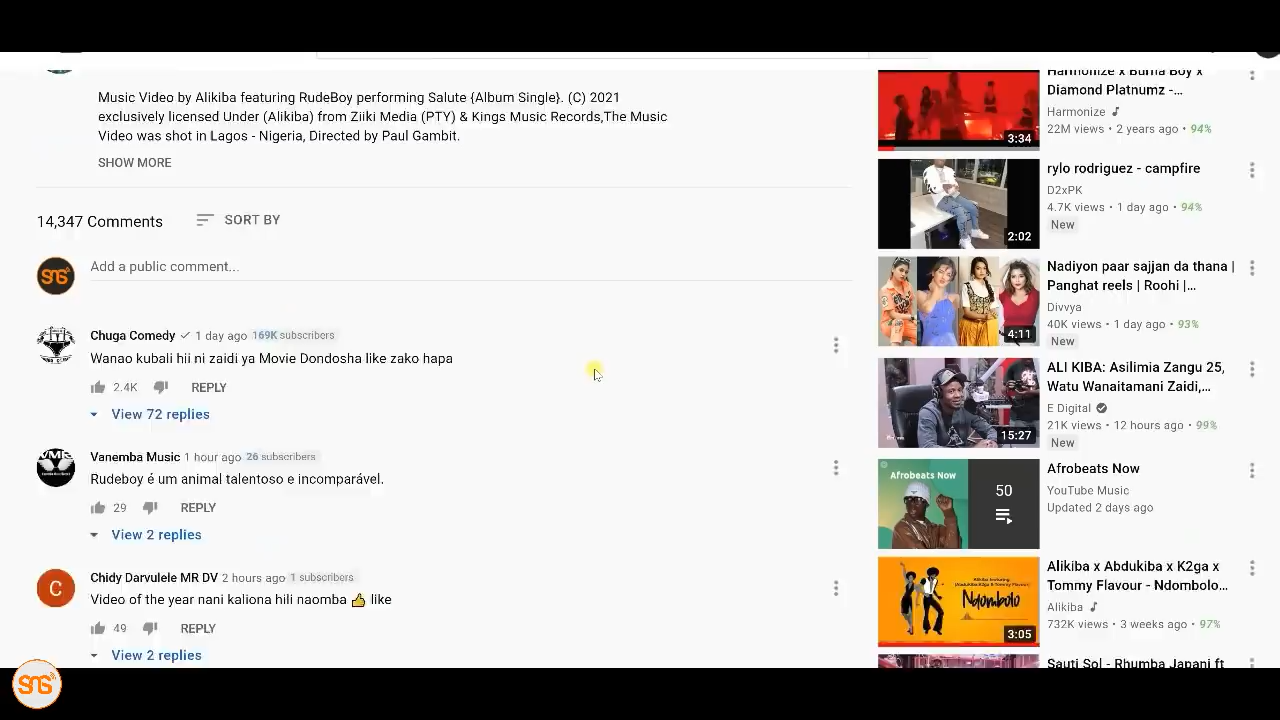 Music Video by Alikiba featuring RudeBoy performing Salute {Album Single}. (C) 2021
exclusively licensed Under (Alikiba) from Ziiki Media (PTY) & Kings Music Records,The Music
Video was shot in Lagos - Nigeria, Directed by Paul Gambit.
SHOW MORE
14,347 Comments
SORT BY
SNS
Add a public comment...
Chuga Comedy 1 day ago 169K subscribers
Wanao kubali hii ni zaidi ya Movie Dondosha like zako hapa
2.4K REPLY
View 72 replies
Vanemba Music 1 hour ago 26 subscribers
Rudeboy é um animal talentoso e incomparável.
29 REPLY
View 2 replies
C
Chidy Darvulele MR DV 2 hours ago 1 subscribers
Video of the year nani kaliona hili naomba 👍 like
49 REPLY
View 2 replies
SNS
Harmonize x Burna Boy x
Diamond Platnumz -...
Harmonize
22M views • 2 years ago • 94%
3:34
rylo rodriguez - campfire
D2xPK
4.7K views • 1 day ago • 94%
New
2:02
Nadiyon paar sajjan da thana |
Panghat reels | Roohi |...
Divvya
40K views • 1 day ago • 93%
New
4:11
ALI KIBA: Asilimia Zangu 25,
Watu Wanaitamani Zaidi,...
E Digital
21K views • 12 hours ago • 99%
New
15:27
Afrobeats Now
50
Afrobeats Now
YouTube Music
Updated 2 days ago
Alikiba x Abdukiba x K2ga x
Tommy Flavour - Ndombolo...
Alikiba
732K views • 3 weeks ago • 97%
Ndombolo
3:05
Sauti Sol - Rhumba Japani ft